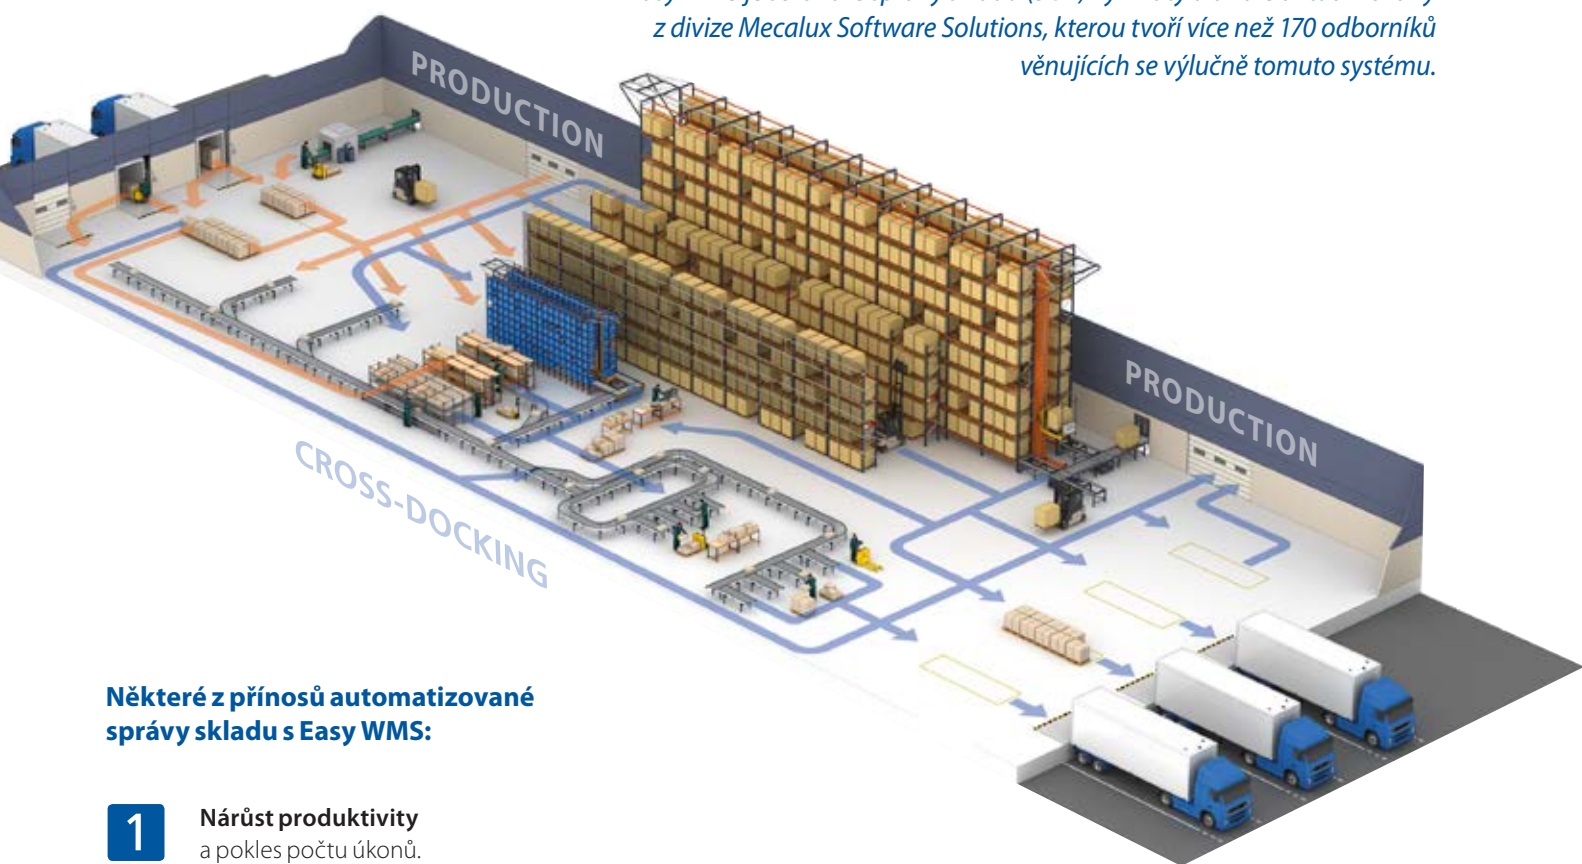 z divize Mecalux Software Solutions, kterou tvoří více než 170 odborníků
věnujících se výlučně tomuto systému.
PRODUCTION
PRODUCTION
CROSS-DOCKING
Některé z přínosů automatizované
správy skladu s Easy WMS:
1
Nárůst produktivity
a pokles počtu úkonů.